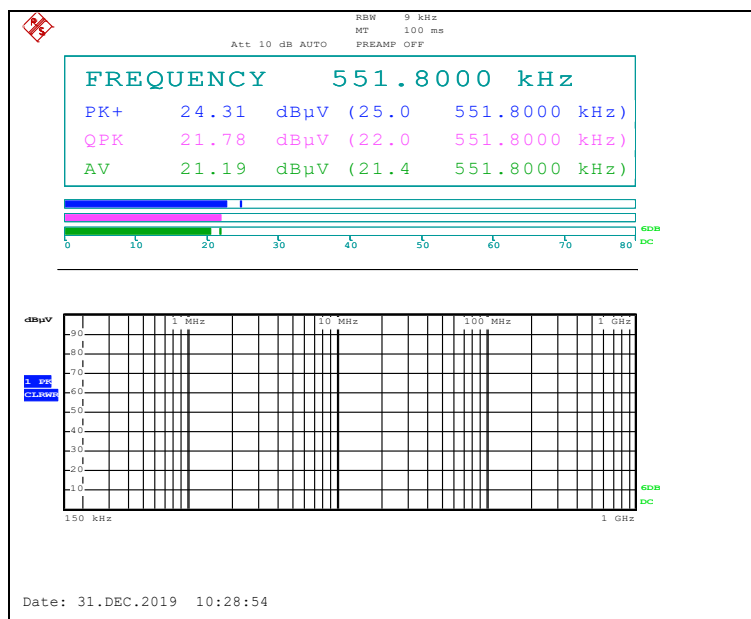 RBW 9 kHz
MT 100 ms
Att 10 dB AUTO PREAMP OFF
FREQUENCY 551.8000 kHz
PK+ 24.31 dBµV (25.0 551.8000 kHz)
QPK 21.78 dBµV (22.0 551.8000 kHz)
AV 21.19 dBµV (21.4 551.8000 kHz)
0 10 20 30 40 50 60 70 80
6DB
DC
dBµV
1 MHz 10 MHz 100 MHz 1 GHz
90
80
70
1 PK
60
CLRWR
50
40
30
20
10
6DB
DC
150 kHz 1 GHz
Date: 31.DEC.2019 10:28:54